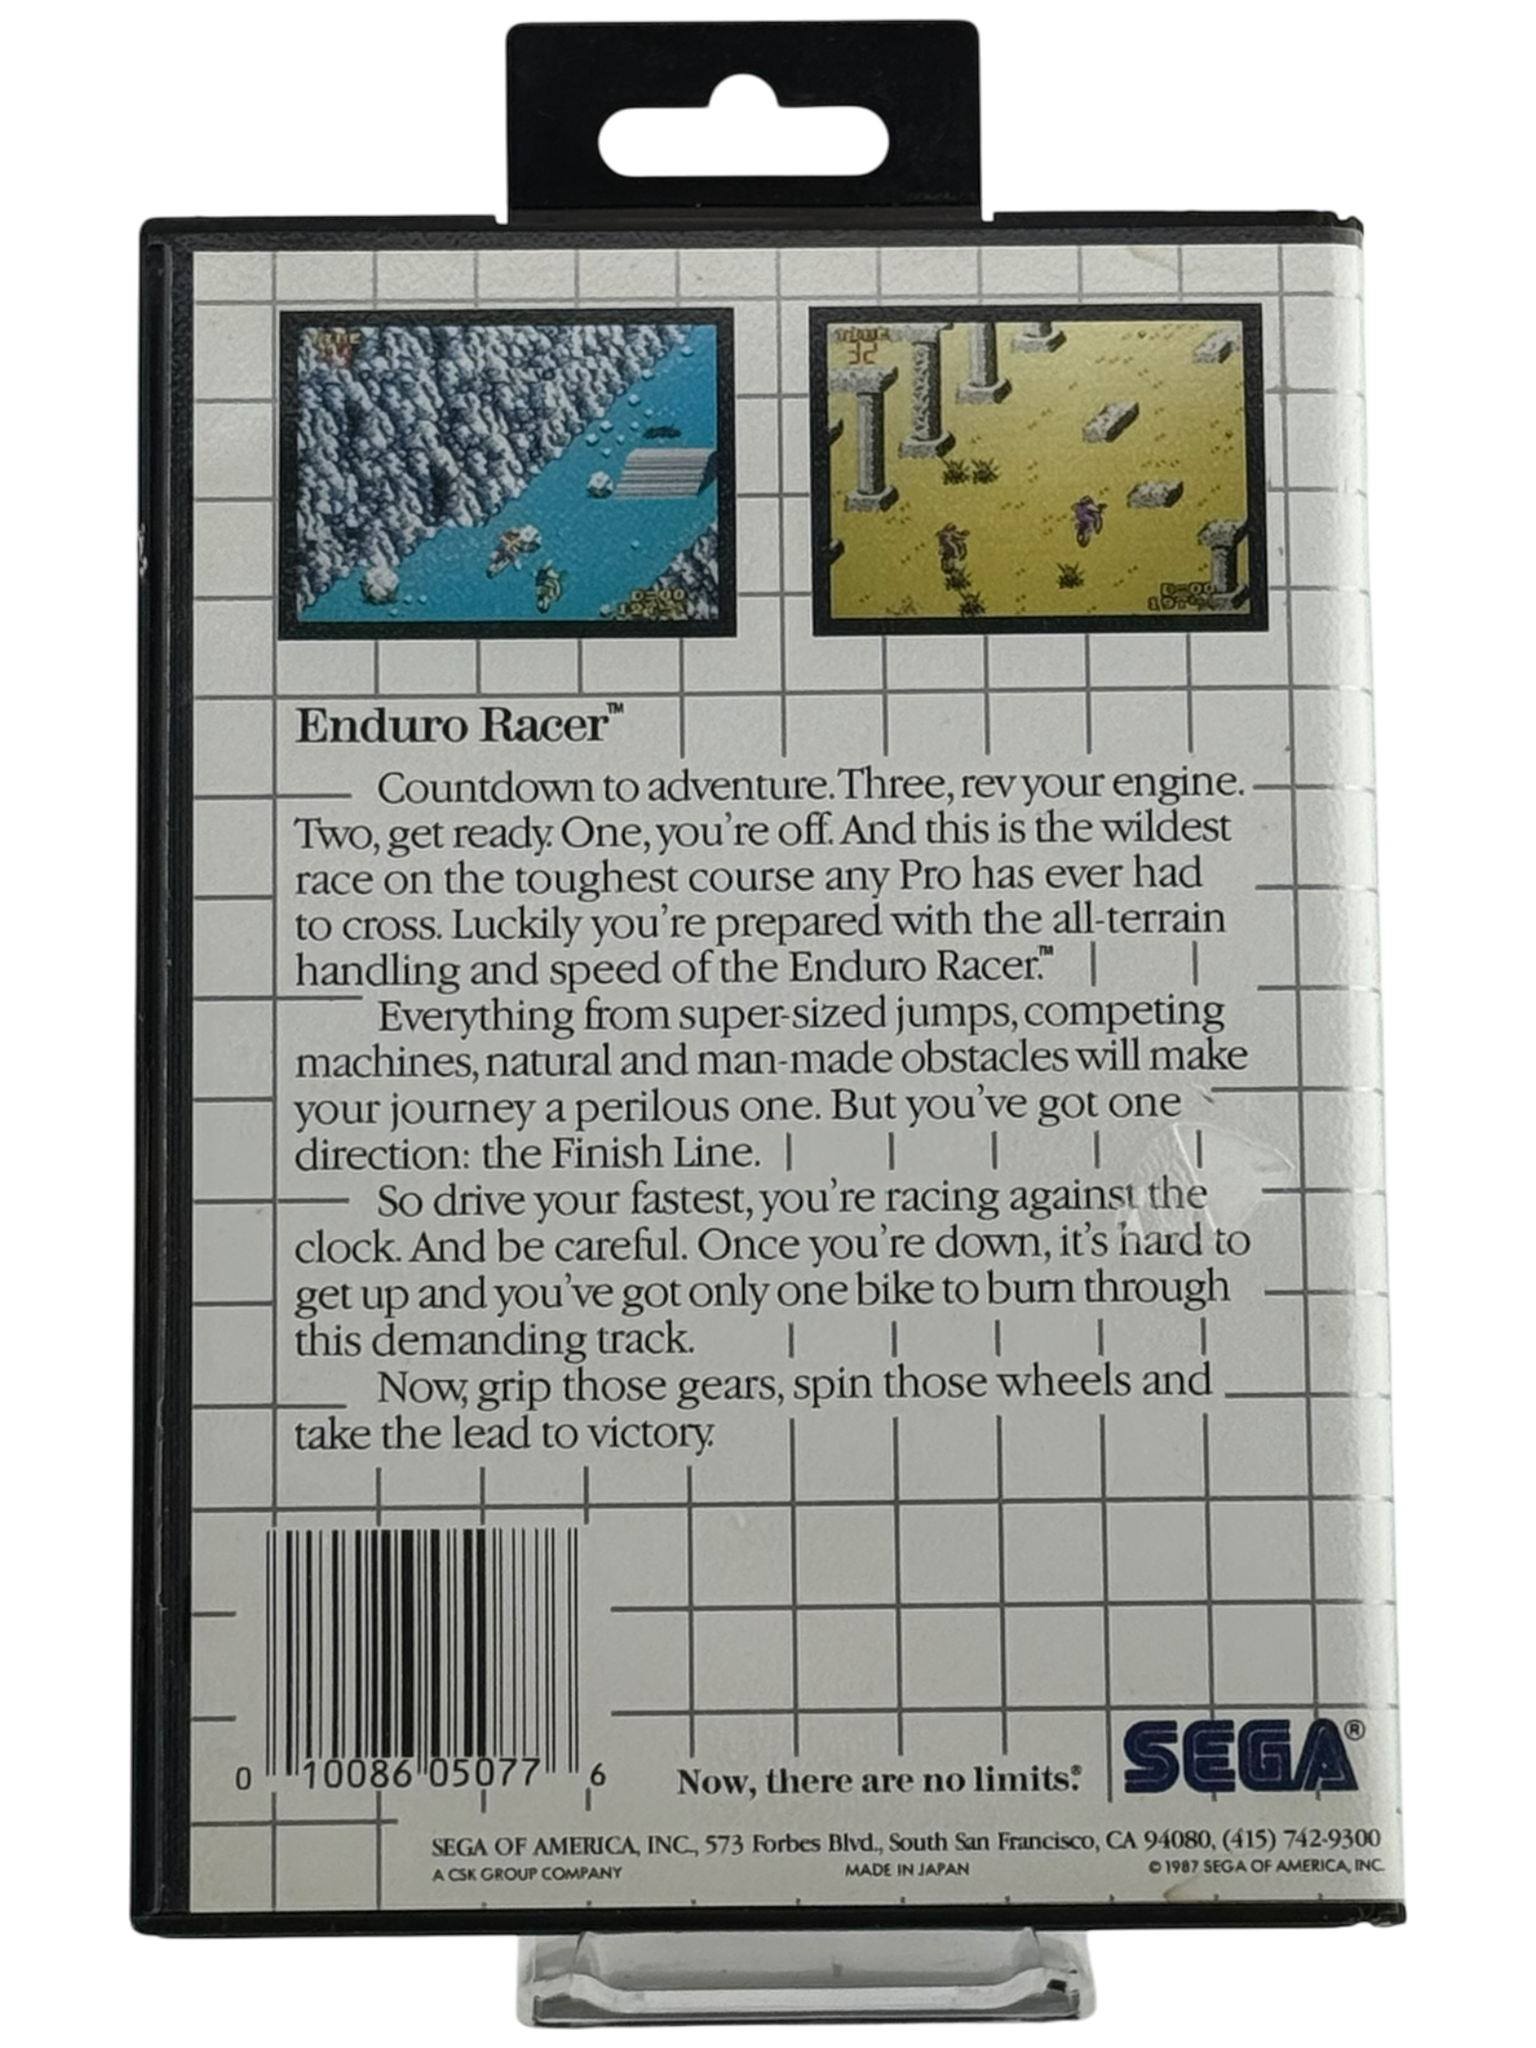 TIME
TIME
32
D=00
D=00
Enduro Racer™
Countdown to adventure. Three, rev your engine.
Two, get ready. One, you're off. And this is the wildest
race on the toughest course any Pro has ever had
to cross. Luckily you're prepared with the all-terrain
handling and speed of the Enduro Racer.™
Everything from super-sized jumps, competing
machines, natural and man-made obstacles will make
your journey a perilous one. But you've got one
direction: the Finish Line.
So drive your fastest, you're racing against the
clock. And be careful. Once you're down, it's hard to
get up and you've got only one bike to burn through
this demanding track.
Now, grip those gears, spin those wheels and
take the lead to victory.
0 10086 05077 6
Now, there are no limits.®
SEGA®
SEGA OF AMERICA, INC., 573 Forbes Blvd., South San Francisco, CA 94080, (415) 742-9300
A CSK GROUP COMPANY MADE IN JAPAN © 1987 SEGA OF AMERICA, INC.